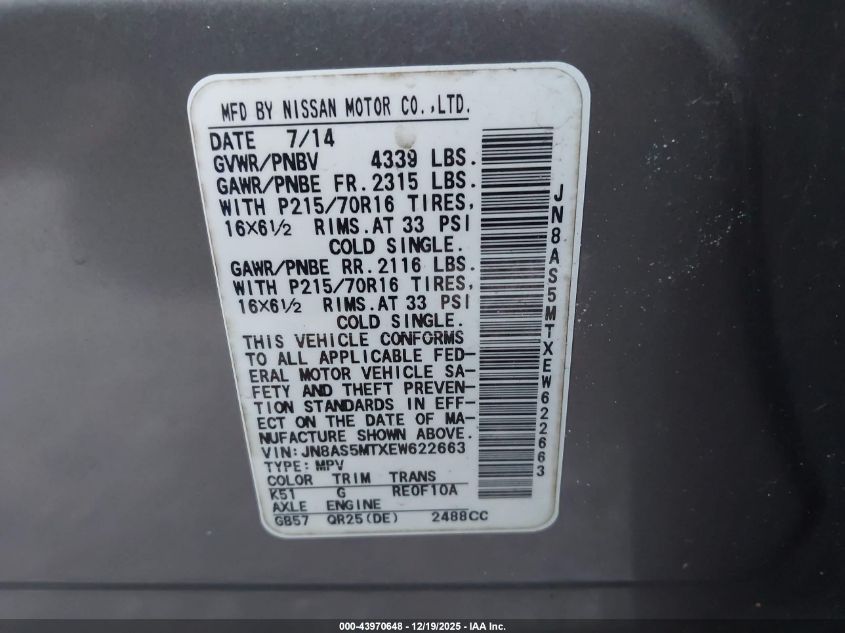 MFD BY NISSAN MOTOR CO.,LTD.
DATE 7/14
GVWR/PNBV 4339 LBS.
GAWR/PNBE FR.2315 LBS.
WITH P215/70R16 TIRES,
16X6½ RIMS.AT 33 PSI
COLD SINGLE.
GAWR/PNBE RR.2116 LBS.
WITH P215/70R16 TIRES,
16X6½ RIMS.AT 33 PSI
COLD SINGLE.
THIS VEHICLE CONFORMS
TO ALL APPLICABLE FED-
ERAL MOTOR VEHICLE SA-
FETY AND THEFT PREVEN-
TION STANDARDS IN EFF-
ECT ON THE DATE OF MA-
NUFACTURE SHOWN ABOVE.
VIN:JN8AS5MTXEW622663
TYPE:MPV
COLOR TRIM TRANS
K51 G RE0F10A
AXLE ENGINE
GB57 QR25(DE) 2488CC
JN8AS5MTXEW622663
000-43970648 - 12/19/2025 - IAA Inc.